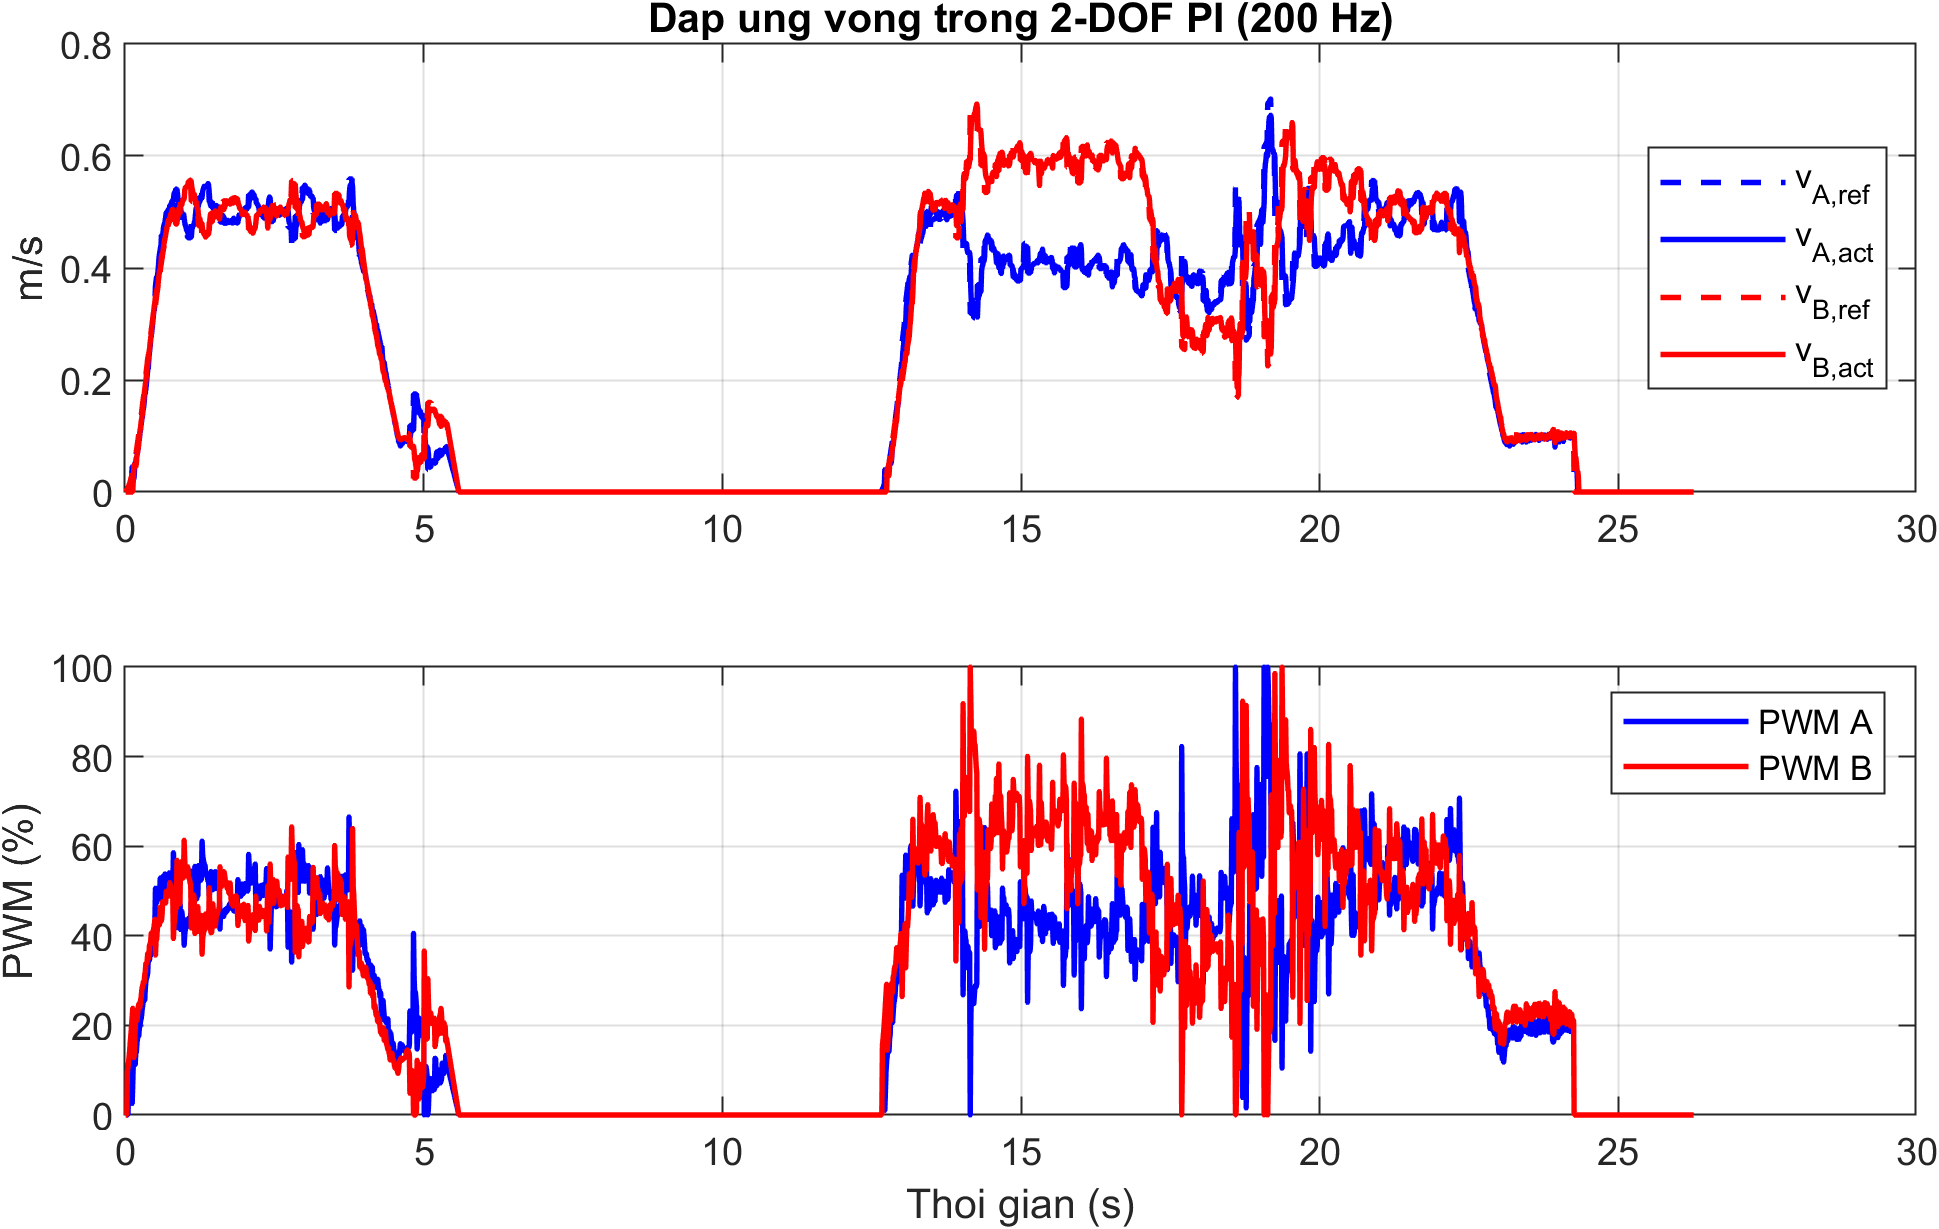 Dap ung vong trong 2-DOF PI (200 Hz)
0.8
0.6
0.4
0.2
0
m/s
0 5 10 15 20 25 30
v_A,ref
v_A,act
v_B,ref
v_B,act
100
80
60
40
20
0
PWM (%)
0 5 10 15 20 25 30
Thoi gian (s)
PWM A
PWM B